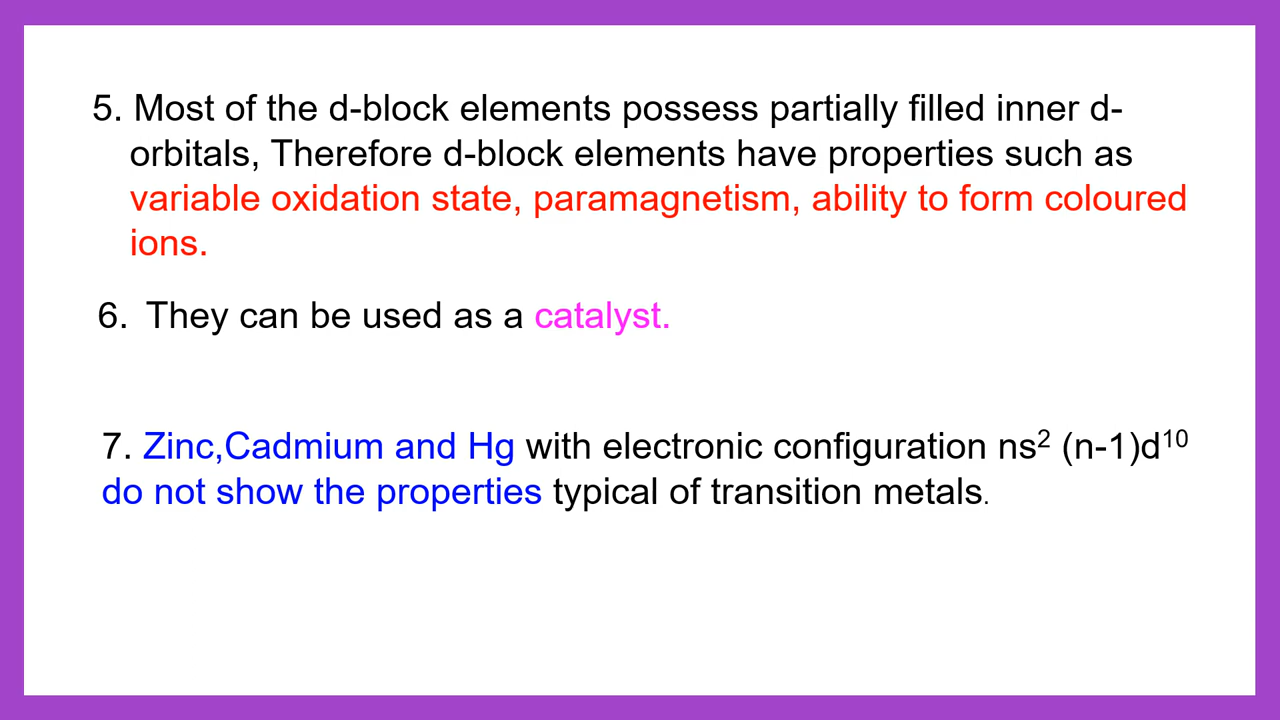 5. Most of the d-block elements possess partially filled inner d-
orbitals, Therefore d-block elements have properties such as
variable oxidation state, paramagnetism, ability to form coloured
ions.
6. They can be used as a catalyst.
7. Zinc,Cadmium and Hg with electronic configuration ns² (n-1)d¹⁰
do not show the properties typical of transition metals.